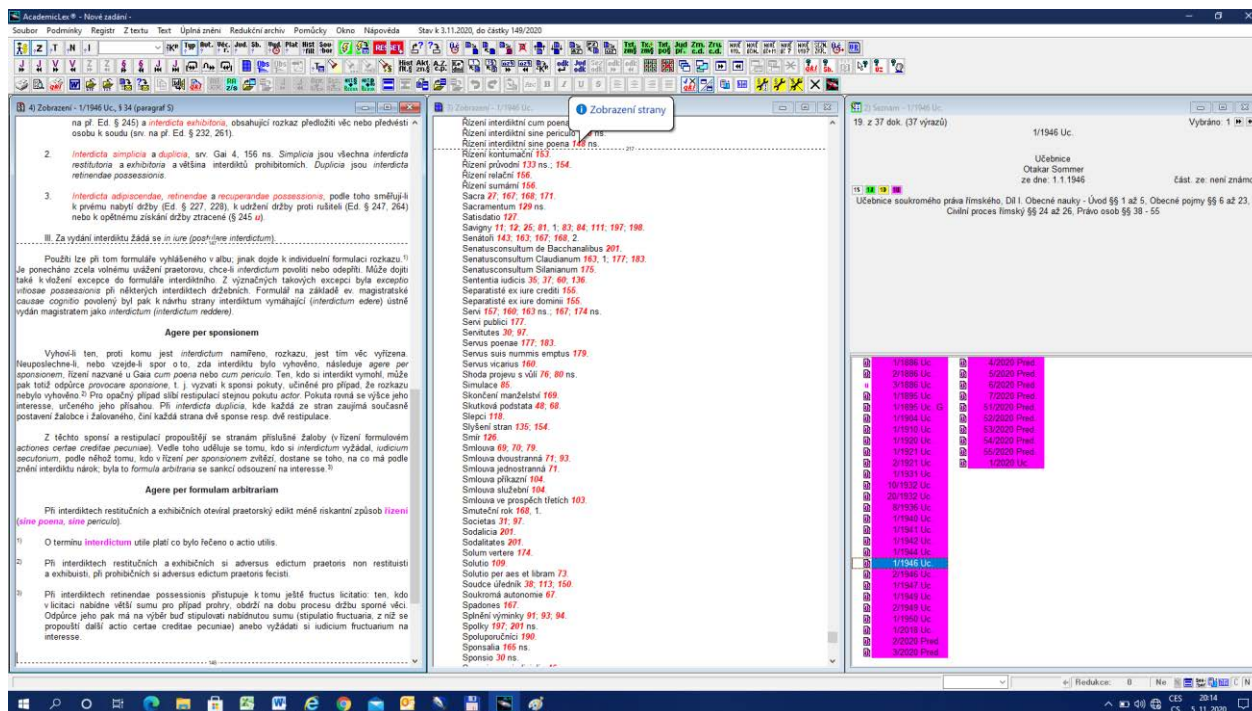 AcademicLex® - Nové zadání -
Soubor Podmínky Registr Z textu Text Úplná znění Redukční archiv Pomůcky Okno Nápověda Stav k 3.11.2020, do částky 149/2020
4) Zobrazení - 1/1946 Uc., § 34 (paragraf S)
na př. Ed. § 245) a interdicta exhibitoria, obsahující rozkaz předložiti věc nebo předvésti
osobu k soudu (srv. na př. Ed. § 232, 261).
2. Interdicta simplicia a duplicia, srv. Gai 4, 156 ns. Simplicia jsou všechna interdicta
restitutoria a exhibitoria a většina interdiktů prohibitorních. Duplicia jsou interdicta
retinendae possessionis.
3. Interdicta adipiscendae, retinendae a recuperandae possessionis, podle toho směřují-li
k prvému nabytí držby (Ed. § 227, 228), k udržení držby proti rušiteli (Ed. § 247, 264)
nebo k opětnému získání držby ztracené (§ 245 u).
III. Za vydání interdiktu žádá se in iure (postulare interdictum).
Použíti lze při tom formuláře vyhlášeného v albu; jinak dojde k individuelní formulaci rozkazu.1)
Je ponecháno zcela volnému uvážení praetorovu, chce-li interdictum povoliti nebo odepříti. Může dojíti
také k vložení excepce do formuláře interdiktního. Z význačných takových excepcí byla exceptio
vitiosae possessionis při některých interdiktech držebních. Formulář na základě ev. magistratské
causae cognitio povolený byl pak k návrhu strany interdiktum vymáhající (interdictum edere) ústně
vydán magistratem jako interdictum (interdictum reddere).
Agere per sponsionem
Vyhoví-li ten, proti komu jest interdictum namířeno, rozkazu, jest tím věc vyřízena.
Neuposlechne-li, nebo vzejde-li spor o to, zda interdiktu bylo vyhověno, následuje agere per
sponsionem, řízení nazvané u Gaia cum poena nebo cum periculo. Ten, kdo si interdikt vymohl, může
pak totiž odpůrce provocare sponsione, t. j. vyzvati k sponsi pokuty, učiněné pro případ, že rozkazu
nebylo vyhověno.2) Pro opačný případ slíbí restipulací stejnou pokutu actor. Pokuta rovná se výšce jeho
interesse, určeného jeho přísahou. Při interdicta duplicia, kde každá ze stran zaujímá současně
postavení žalobce i žalovaného, činí každá strana dvě sponse resp. dvě restipulace.
Z těchto sponsí a restipulací propouštějí se stranám příslušné žaloby (v řízení formulovém
actiones certae creditae pecuniae). Vedle toho uděluje se tomu, kdo si interdictum vyžádal, iudicium
secutorium, podle něhož tomu, kdo v řízení per sponsionem zvítězí, dostane se toho, na co má podle
znění interdiktu nárok; byla to formula arbitraria se sankcí odsouzení na interesse.3)
Agere per formulam arbitrariam
Při interdiktech restitučních a exhibičních otevíral praetorský edikt méně riskantní způsob řízení
(sine poena, sine periculo).
1) O termínu interdictum utile platí co bylo řečeno o actio utilis.
2) Při interdiktech restitučních a exhibičních si adversus edictum praetoris non restituisti
a exhibuisti, při prohibičních si adversus edictum praetoris fecisti.
3) Při interdiktech retinendae possessionis přistupuje k tomu ještě fructus licitatio: ten, kdo
v licitaci nabídne větší sumu pro případ prohry, obdrží na dobu procesu držbu sporné věci.
Odpůrce jeho pak má na výběr buď stipulovati nabídnutou sumu (stipulatio fructuaria, z níž se
propouští další actio certae creditae pecuniae) anebo vyžádati si iudicium fructuarium na
interesse.
1) Zobrazení - 1/1946 Uc.
Zobrazení strany
Řízení interdiktní cum poena
Řízení interdiktní sine periculo ns.
Řízení interdiktní sine poena 148 ns.
217
Řízení kontumační 153.
Řízení průvodní 133 ns.; 154.
Řízení relační 156.
Řízení sumární 156.
Sacra 27; 167; 168; 171.
Sacramentum 129 ns.
Satisdatio 127.
Savigny 11; 12; 25; 81, 1; 83; 84; 111; 197; 198.
Senátoři 143; 163; 167; 168, 2.
Senatusconsultum de Bacchanalibus 201.
Senatusconsultum Claudianum 163, 1; 177; 183.
Senatusconsultum Silanianum 175.
Sententia iudicis 35; 37; 60; 136.
Separatisté ex iure crediti 155.
Separatisté ex iure dominii 155.
Servi 157; 160; 163 ns.; 167; 174 ns.
Servi publici 177.
Servitutes 30; 97.
Servus poenae 177; 183.
Servus suis nummis emptus 179.
Servus vicarius 160.
Shoda projevu s vůlí 76; 80 ns.
Simulace 85.
Skončení manželství 169.
Skutková podstata 48; 68.
Slepci 118.
Slyšení stran 135; 154.
Smír 126.
Smlouva 69; 70; 79.
Smlouva dvoustranná 71; 93.
Smlouva jednostranná 71.
Smlouva příkazní 104.
Smlouva služební 104.
Smlouva ve prospěch třetích 103.
Smuteční rok 168, 1.
Societas 31; 97.
Sodalicia 201.
Sodalitates 201.
Solum vertere 174.
Solutio 109.
Solutio per aes et libram 73.
Soudce úředník 38; 113; 150.
Soukromá autonomie 67.
Spadones 167.
Splnění výminky 91; 93; 94.
Spolky 197; 201 ns.
Spoluporučníci 190.
Sponsalia 165 ns.
Sponsio 30 ns.
2) Seznam - 1/1946 Uc.
19. z 37 dok. (37 výrazů) Vybráno: 1
1/1946 Uc.
Učebnice
Otakar Sommer
ze dne: 1.1.1946 část. ze: není známo
Učebnice soukromého práva římského, Díl I. Obecné nauky - Úvod §§ 1 až 5, Obecné pojmy §§ 6 až 23,
Civilní proces římský §§ 24 až 26, Právo osob §§ 38 - 55
1/1886 Uc. 4/2020 Pred.
2/1886 Uc. 5/2020 Pred.
3/1886 Uc. 6/2020 Pred.
1/1895 Uc. 7/2020 Pred.
1/1895 Uc. G 51/2020 Pred.
1/1904 Uc. 52/2020 Pred.
1/1910 Uc. 53/2020 Pred.
1/1920 Uc. 54/2020 Pred.
1/1921 Uc. 55/2020 Pred.
2/1921 Uc. 1/2020 Uc.
1/1931 Uc.
10/1932 Uc.
20/1932 Uc.
8/1936 Uc.
1/1940 Uc.
1/1941 Uc.
1/1942 Uc.
1/1944 Uc.
1/1946 Uc.
2/1946 Uc.
1/1947 Uc.
1/1949 Uc.
2/1949 Uc.
1/1950 Uc.
1/2019 Uc.
2/2020 Pred.
3/2020 Pred.
Redukce: 0 Ne
CES 20:14
CS 5.11.2020